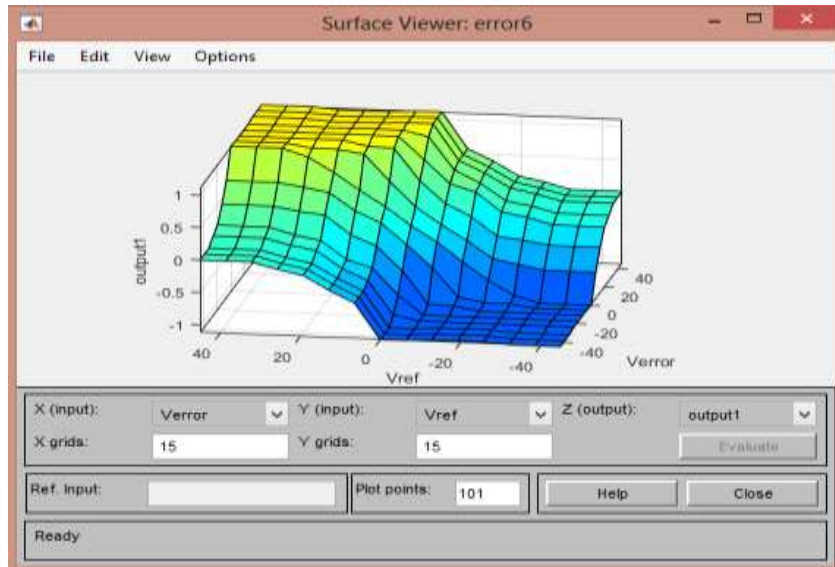 Surface Viewer: error6
File Edit View Options
1
0.5
0
-0.5
-1
output1
40
20
0
-20
-40
Vref
40
20
0
-20
-40
Verror
X (input): Verror Y (input): Vref Z (output): output1
X grids: 15 Y grids: 15 Evaluate
Ref. Input: Plot points: 101 Help Close
Ready